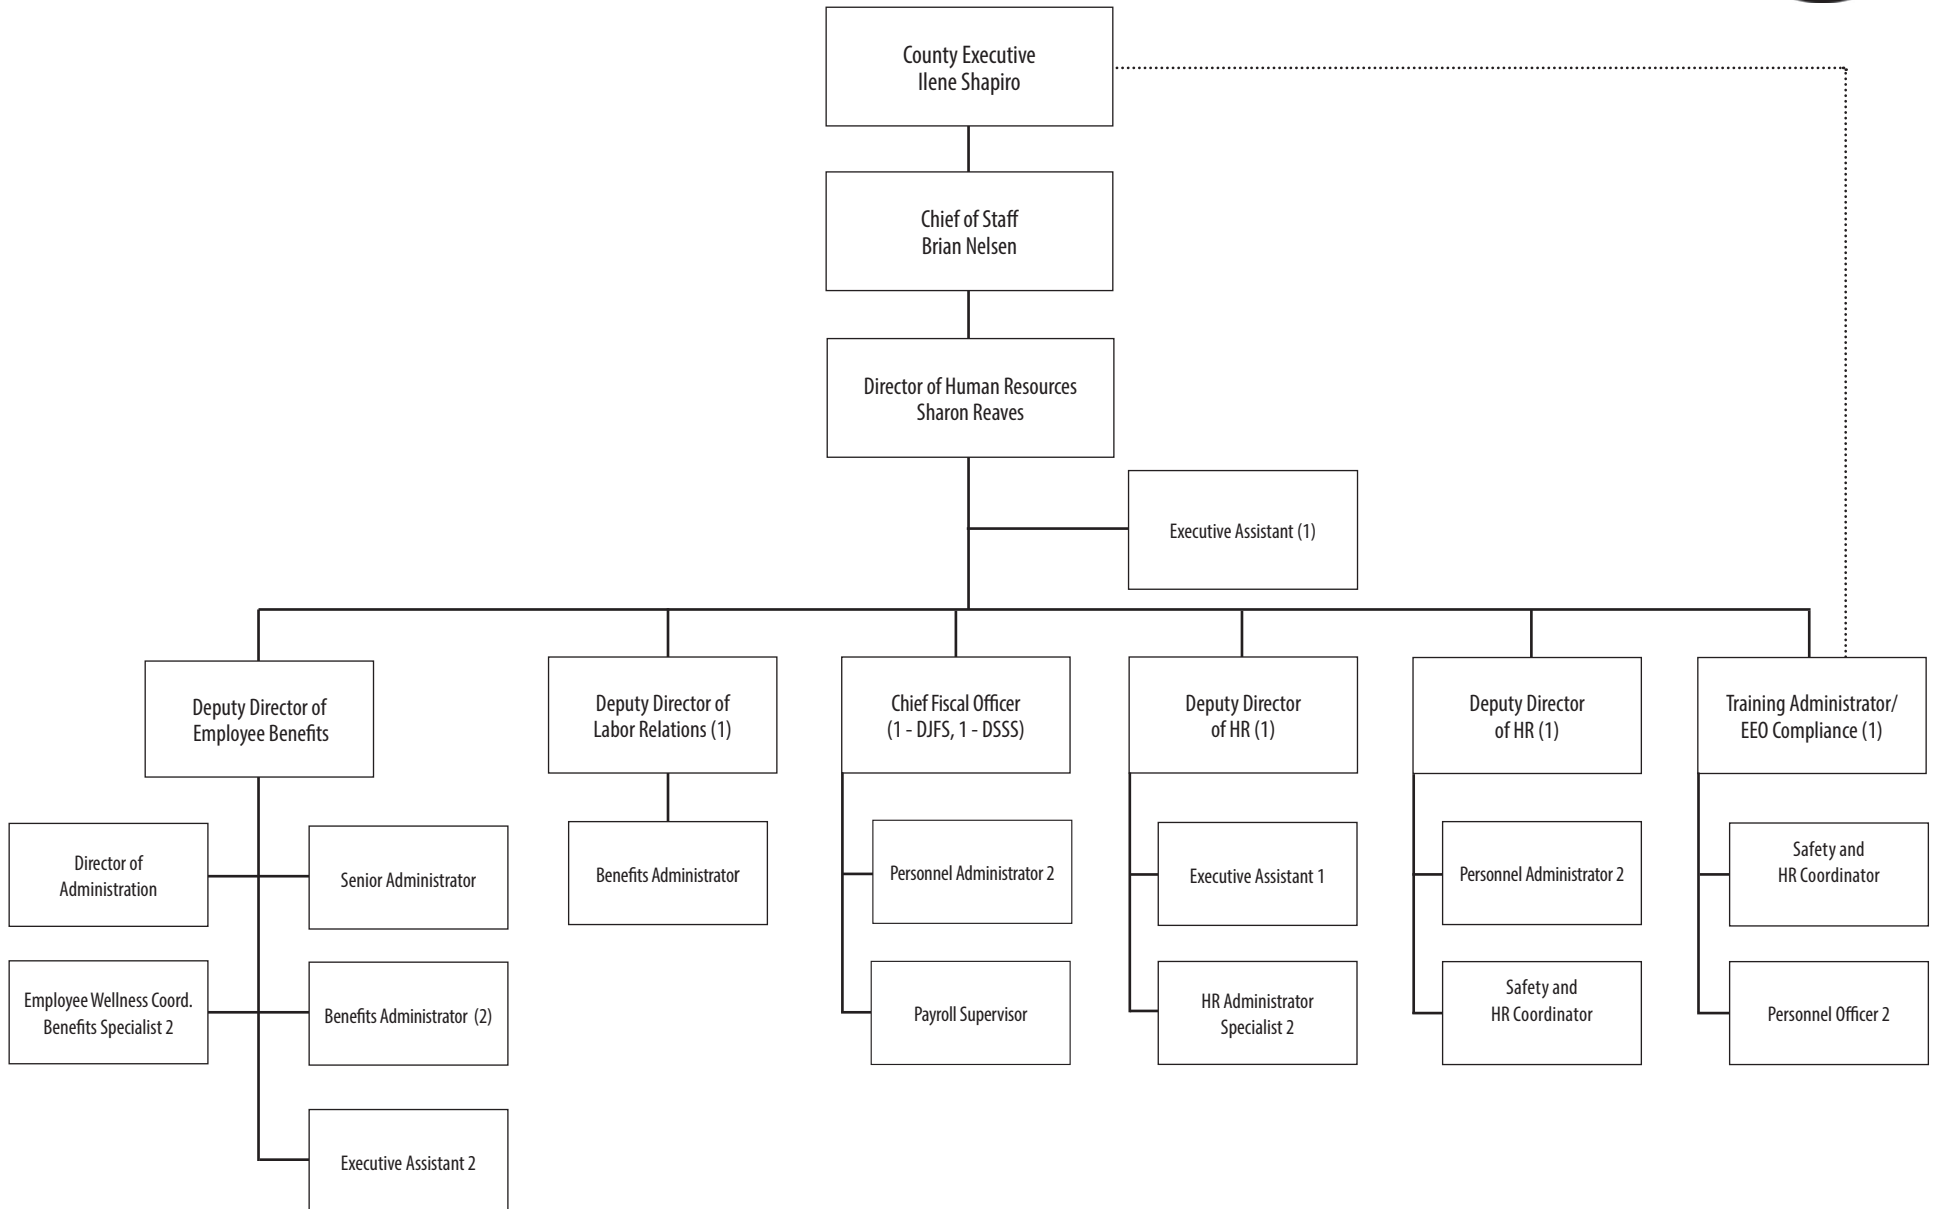 County Executive
Ilene Shapiro
Chief of Staff
Brian Nelsen
Director of Human Resources
Sharon Reaves
Executive Assistant (1)
Deputy Director of
Employee Benefits
Deputy Director of
Labor Relations (1)
Chief Fiscal Officer
(1 - DJFS, 1 - DSSS)
Deputy Director
of HR (1)
Deputy Director
of HR (1)
Training Administrator/
EEO Compliance (1)
Director of
Administration
Senior Administrator
Benefits Administrator
Personnel Administrator 2
Executive Assistant 1
Personnel Administrator 2
Safety and
HR Coordinator
Employee Wellness Coord.
Benefits Specialist 2
Benefits Administrator (2)
Payroll Supervisor
HR Administrator
Specialist 2
Safety and
HR Coordinator
Personnel Officer 2
Executive Assistant 2